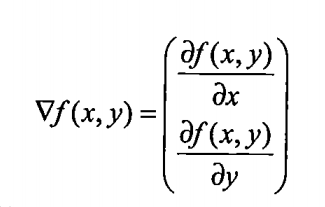 ∇f(x, y) = ( ∂f(x, y)/∂x
∂f(x, y)/∂y )